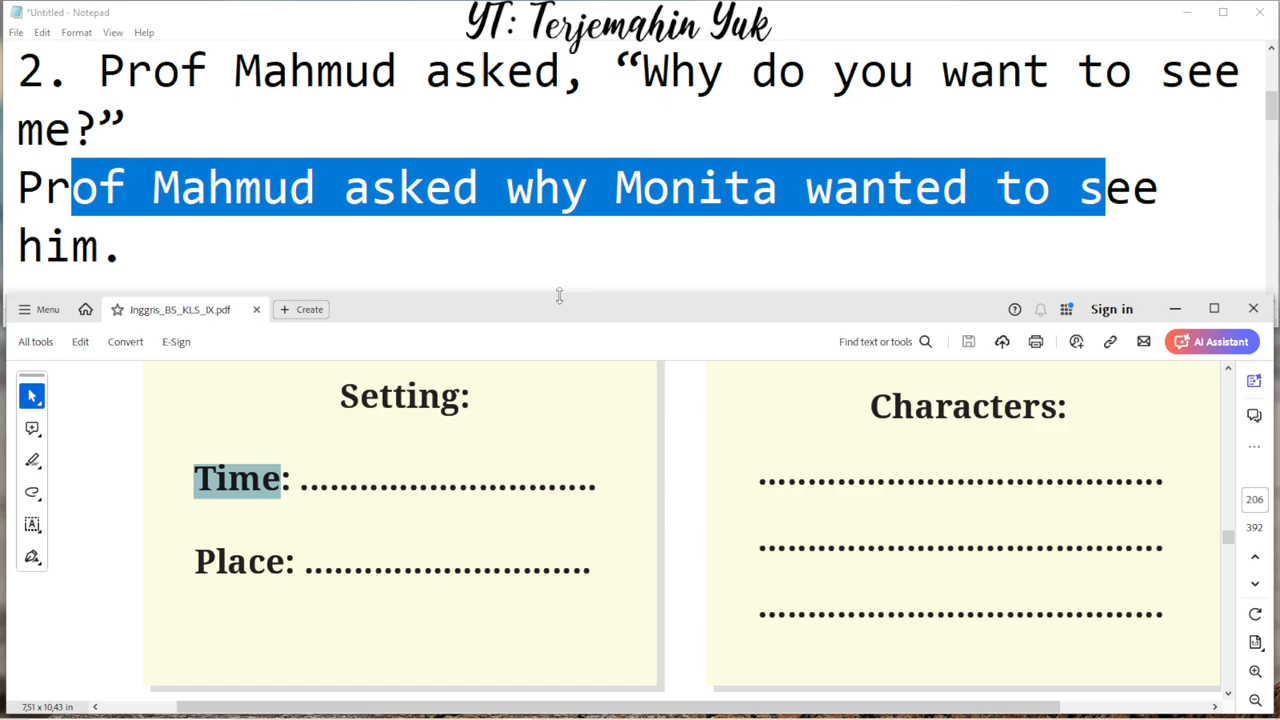 *Untitled - Notepad
YT: Terjemahin Yuk
File Edit Format View Help
2. Prof Mahmud asked, “Why do you want to see
me?”
Prof Mahmud asked why Monita wanted to see
him.
Menu Inggris_BS_KLS_IX.pdf Create Sign in
All tools Edit Convert E-Sign Find text or tools AI Assistant
Setting:
Characters:
Time: ..............................
Place: .............................
.........................................
.........................................
.........................................
206
392
7,51 x 10,43 in